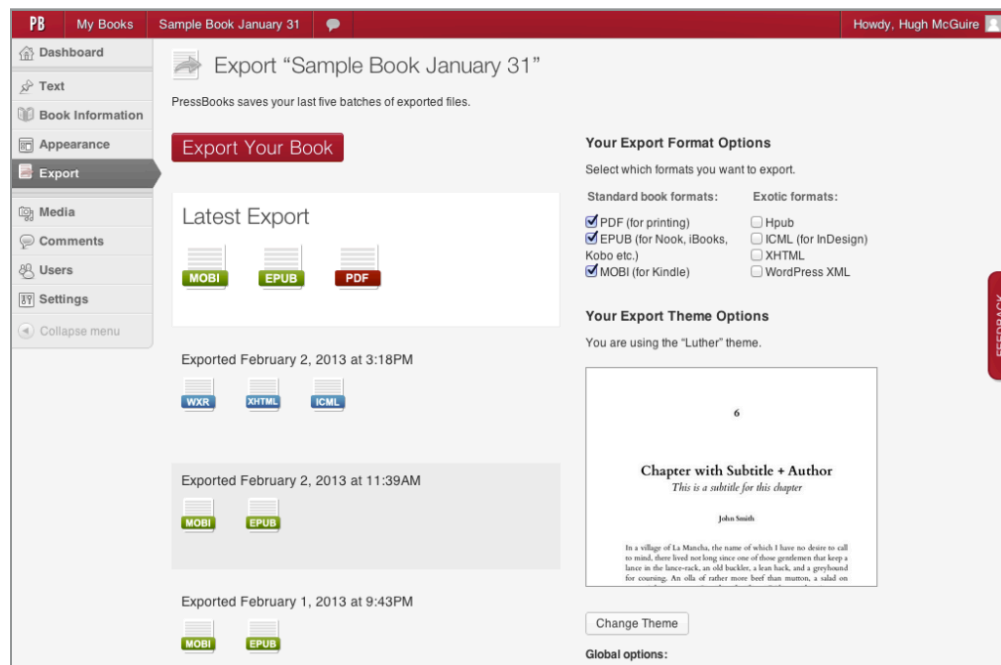 PB My Books Sample Book January 31 Howdy, Hugh McGuire
Dashboard
Text
Book Information
Appearance
Export
Media
Comments
Users
Settings
Collapse menu
Export “Sample Book January 31”
PressBooks saves your last five batches of exported files.
Export Your Book
Latest Export
MOBI EPUB PDF
Exported February 2, 2013 at 3:18PM
WXR XHTML ICML
Exported February 2, 2013 at 11:39AM
MOBI EPUB
Exported February 1, 2013 at 9:43PM
MOBI EPUB
Your Export Format Options
Select which formats you want to export.
Standard book formats:
PDF (for printing)
EPUB (for Nook, iBooks,
Kobo etc.)
MOBI (for Kindle)
Exotic formats:
Hpub
ICML (for InDesign)
XHTML
WordPress XML
Your Export Theme Options
You are using the “Luther” theme.
6
Chapter with Subtitle + Author
This is a subtitle for this chapter
John Smith
In a village of La Mancha, the name of which I have no desire to call
to mind, there lived not long since one of those gentlemen that keep a
lance in the lance-rack, an old buckler, a lean hack, and a greyhound
for coursing. An olla of rather more beef than mutton, a salad on
Change Theme
Global options:
FEEDBACK